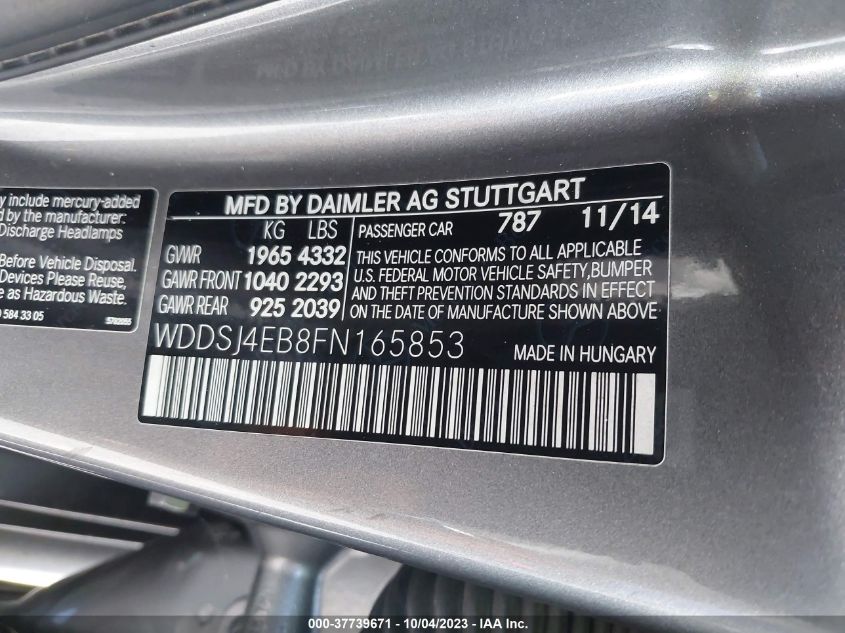 y include mercury-added
d by the manufacturer:
Discharge Headlamps
Before Vehicle Disposal.
Devices Please Reuse,
e as Hazardous Waste.
584 33 05
MFD BY DAIMLER AG STUTTGART
KG LBS
GVWR 1965 4332
GAWR FRONT 1040 2293
GAWR REAR 925 2039
PASSENGER CAR 787 11/14
THIS VEHICLE CONFORMS TO ALL APPLICABLE
U.S. FEDERAL MOTOR VEHICLE SAFETY,BUMPER
AND THEFT PREVENTION STANDARDS IN EFFECT
ON THE DATE OF MANUFACTURE SHOWN ABOVE
WDDSJ4EB8FN165853 MADE IN HUNGARY
000-37739671 - 10/04/2023 - IAA Inc.